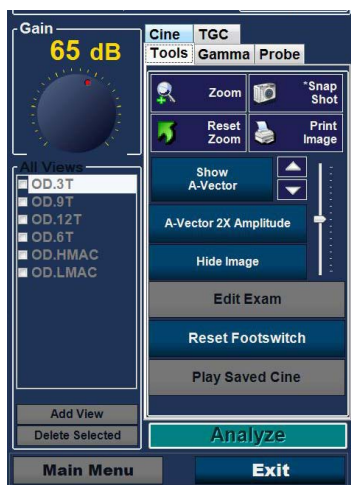 Gain
65 dB
All Views
OD.3T
OD.9T
OD.12T
OD.6T
OD.HMAC
OD.LMAC
Add View
Delete Selected
Cine TGC
Tools Gamma Probe
Zoom
*Snap
Shot
Reset
Zoom
Print
Image
Show
A-Vector
A-Vector 2X Amplitude
Hide Image
Edit Exam
Reset Footswitch
Play Saved Cine
Analyze
Main Menu
Exit